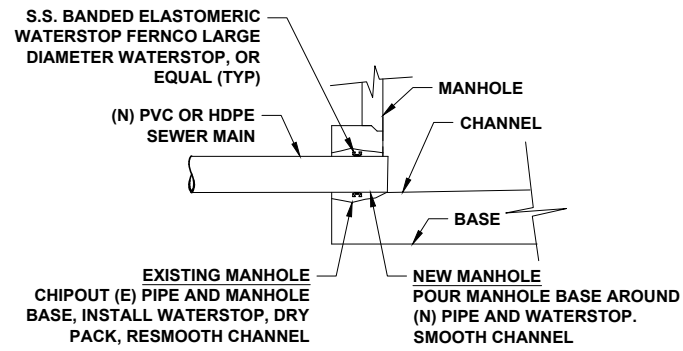 S.S. BANDED ELASTOMERIC
WATERSTOP FERNCO LARGE
DIAMETER WATERSTOP, OR
EQUAL (TYP)
MANHOLE
(N) PVC OR HDPE
SEWER MAIN
CHANNEL
BASE
EXISTING MANHOLE
CHIPOUT (E) PIPE AND MANHOLE
BASE, INSTALL WATERSTOP, DRY
PACK, RESMOOTH CHANNEL
NEW MANHOLE
POUR MANHOLE BASE AROUND
(N) PIPE AND WATERSTOP.
SMOOTH CHANNEL